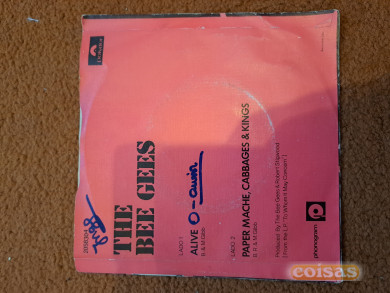 THE
BEE GEES
LADO 1
ALIVE
B. & M. Gibb
LADO 2
PAPER MACHE, CABBAGES & KINGS
B. R. & M. Gibb
Produced By The Bee Gees & Robert Stigwood
phonogram
coisas